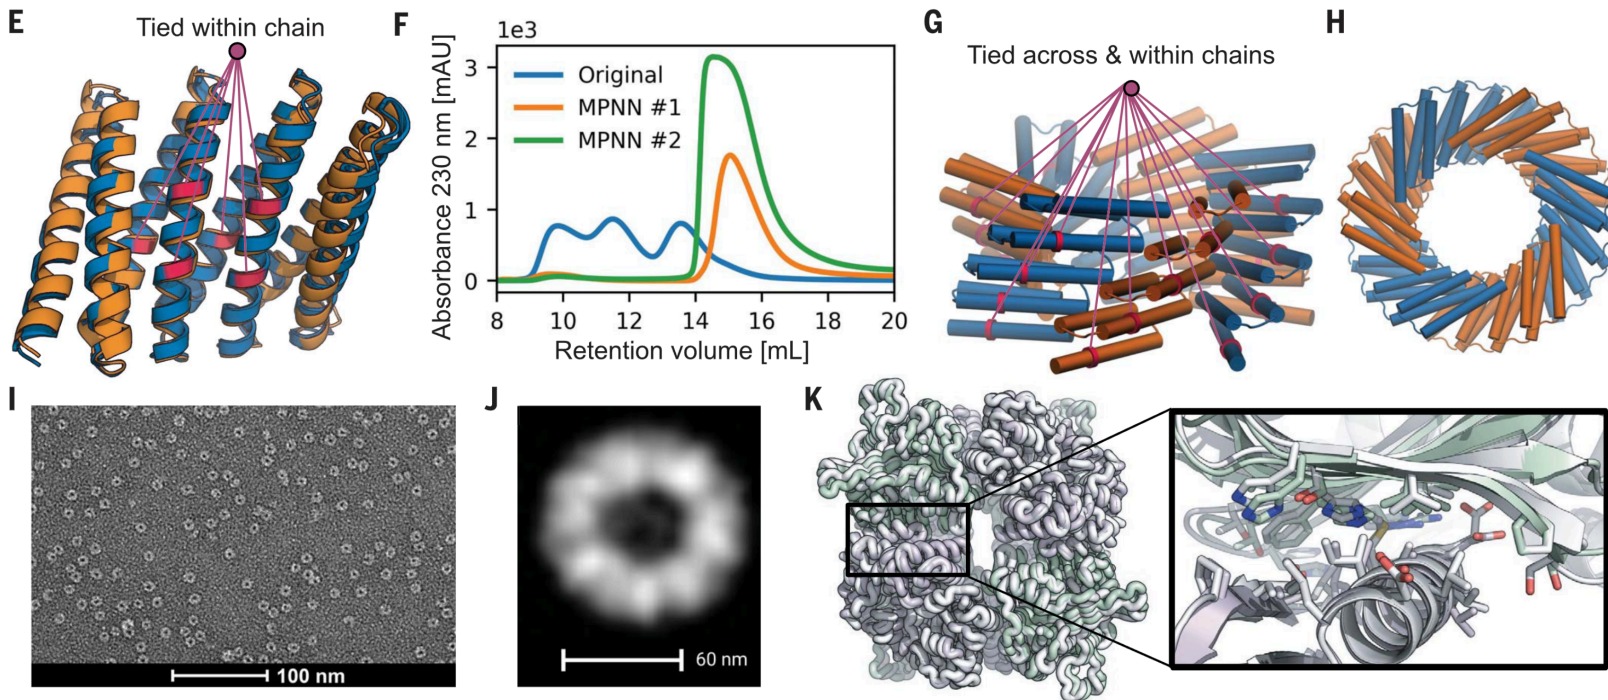 E
Tied within chain
F
1e3
Absorbance 230 nm [mAU]
3
2
1
0
Original
MPNN #1
MPNN #2
8 10 12 14 16 18 20
Retention volume [mL]
G
Tied across & within chains
H
I
100 nm
J
60 nm
K